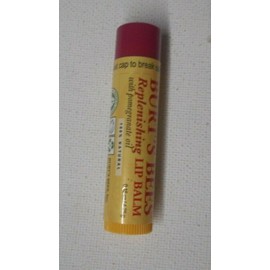 cap to break
BURT'S BEES
Replenishing LIP BALM
with pomegranate oil
100% NATURAL